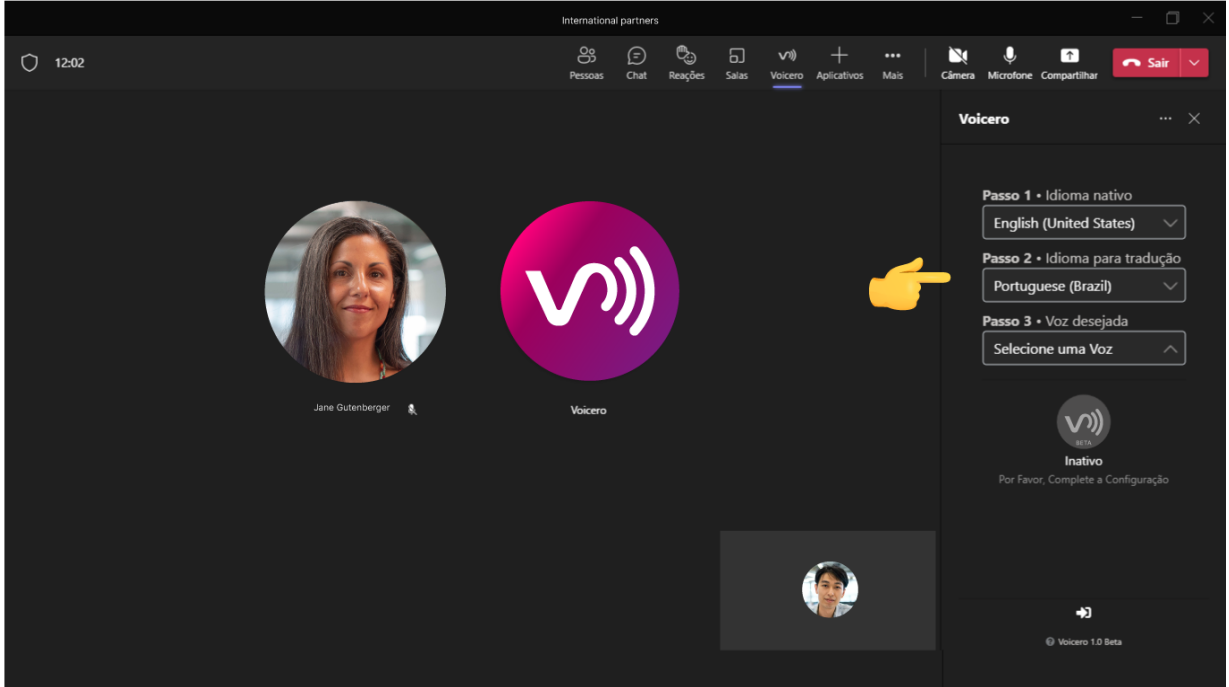 International partners
12:02
Pessoas
Chat
Reações
Salas
Voicero
Aplicativos
Mais
Câmera
Microfone
Compartilhar
Sair
Voicero
Passo 1 • Idioma nativo
English (United States)
Passo 2 • Idioma para tradução
Portuguese (Brazil)
Passo 3 • Voz desejada
Selecione uma Voz
BETA
Inativo
Por Favor, Complete a Configuração
Jane Gutenberger
Voicero
Voicero 1.0 Beta